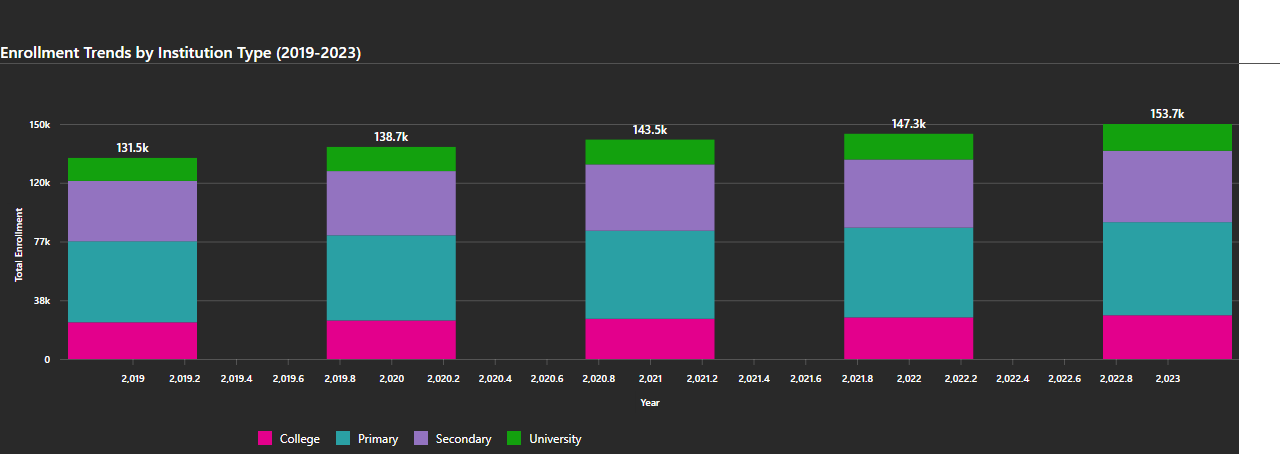 Enrollment Trends by Institution Type (2019-2023)
153.7k
147.3k
143.5k
138.7k
131.5k
150k
120k
77k
38k
0
Total Enrollment
2,019 2,019.2 2,019.4 2,019.6 2,019.8 2,020 2,020.2 2,020.4 2,020.6 2,020.8 2,021 2,021.2 2,021.4 2,021.6 2,021.8 2,022 2,022.2 2,022.4 2,022.6 2,022.8 2,023
Year
College Primary Secondary University